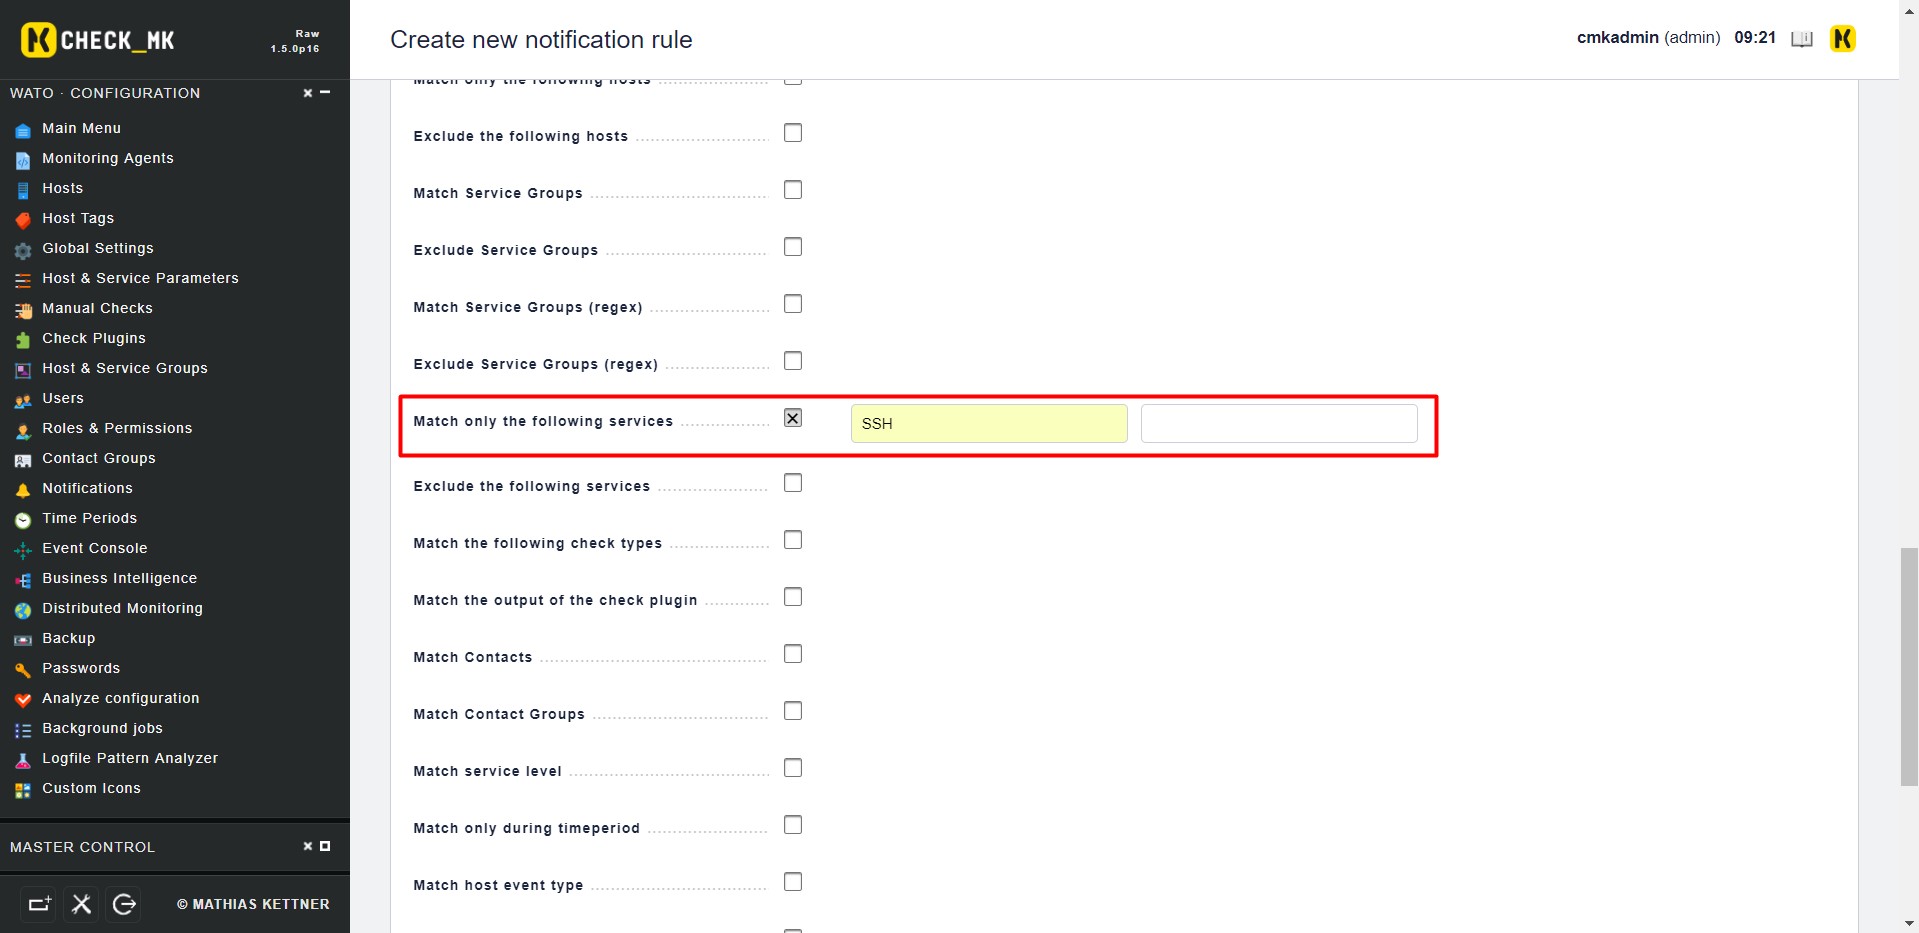 CHECK_MK
Raw
1.5.0p16
Create new notification rule
cmkadmin (admin) 09:21
WATO · CONFIGURATION
Main Menu
Monitoring Agents
Hosts
Host Tags
Global Settings
Host & Service Parameters
Manual Checks
Check Plugins
Host & Service Groups
Users
Roles & Permissions
Contact Groups
Notifications
Time Periods
Event Console
Business Intelligence
Distributed Monitoring
Backup
Passwords
Analyze configuration
Background jobs
Logfile Pattern Analyzer
Custom Icons
MASTER CONTROL
© MATHIAS KETTNER
Match only the following hosts
Exclude the following hosts
Match Service Groups
Exclude Service Groups
Match Service Groups (regex)
Exclude Service Groups (regex)
Match only the following services SSH
Exclude the following services
Match the following check types
Match the output of the check plugin
Match Contacts
Match Contact Groups
Match service level
Match only during timeperiod
Match host event type